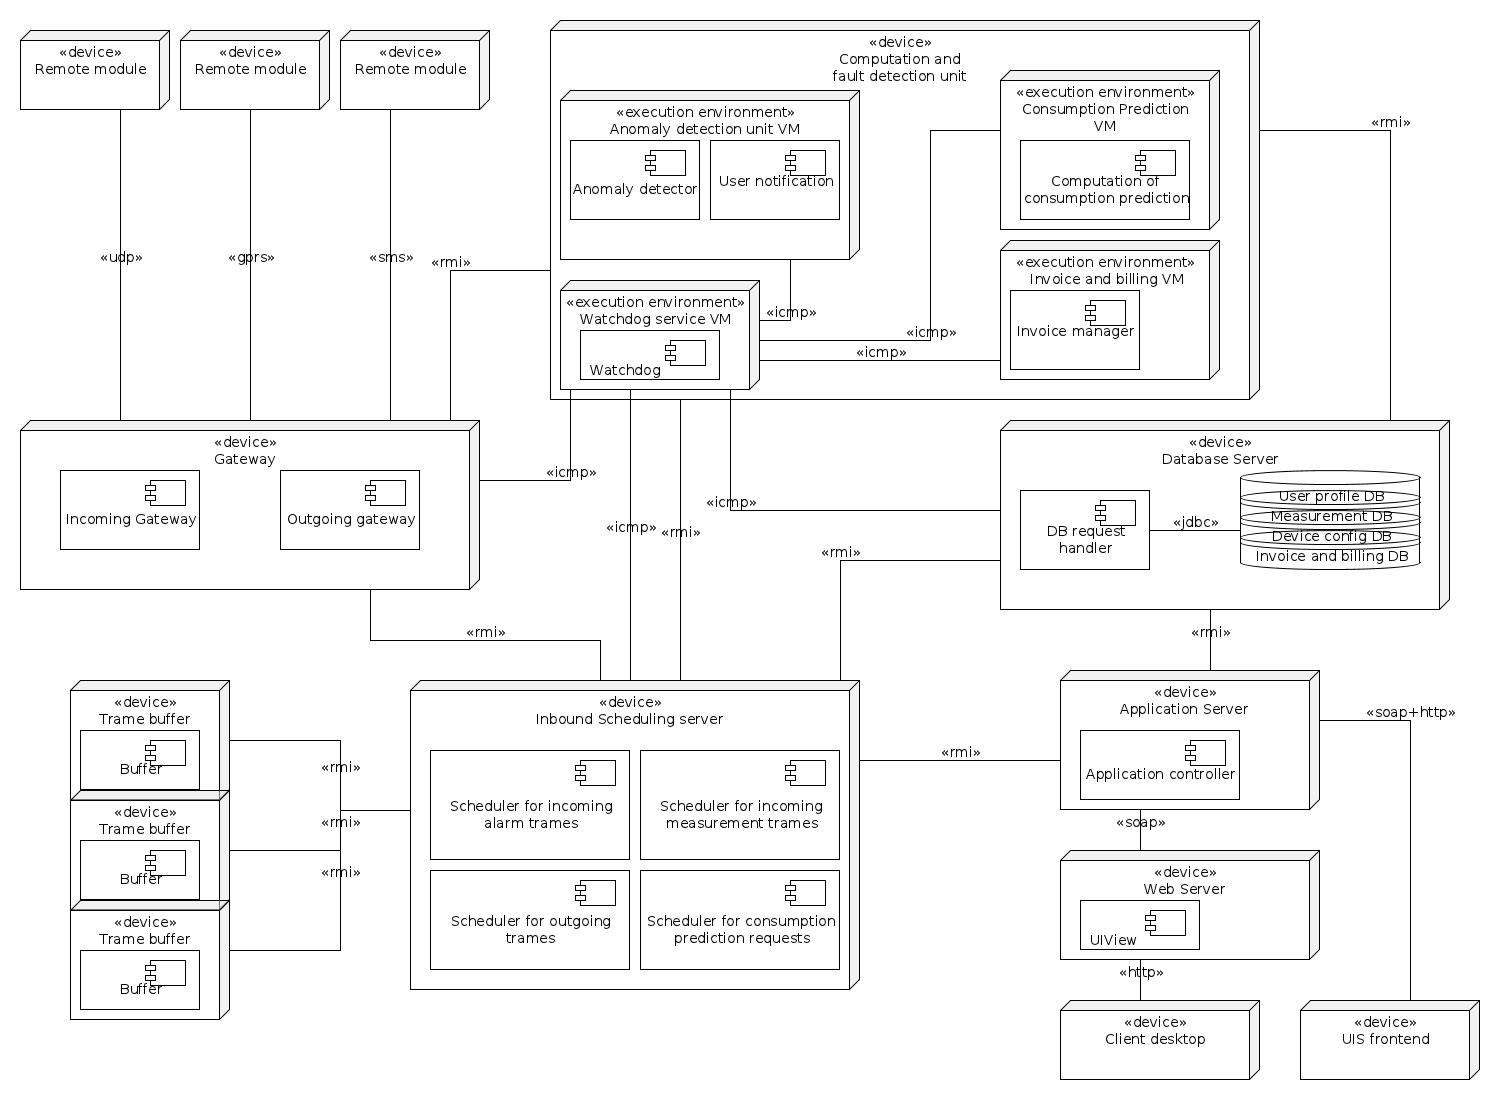 «device»
Remote module
«device»
Remote module
«device»
Remote module
«device»
Computation and
fault detection unit
«execution environment»
Anomaly detection unit VM
Anomaly detector
User notification
«execution environment»
Consumption Prediction
VM
Computation of
consumption prediction
«rmi»
«udp»
«gprs»
«sms»
«rmi»
«execution environment»
Watchdog service VM
Watchdog
«icmp»
«icmp»
«icmp»
«execution environment»
Invoice and billing VM
Invoice manager
«device»
Gateway
Incoming Gateway
Outgoing gateway
«icmp»
«icmp»
«rmi»
«icmp»
«rmi»
«device»
Database Server
DB request
handler
«jdbc»
User profile DB
Measurement DB
Device config DB
Invoice and billing DB
«rmi»
«rmi»
«device»
Trame buffer
Buffer
«device»
Trame buffer
Buffer
«device»
Trame buffer
Buffer
«rmi»
«rmi»
«rmi»
«device»
Inbound Scheduling server
Scheduler for incoming
alarm trames
Scheduler for incoming
measurement trames
Scheduler for outgoing
trames
Scheduler for consumption
prediction requests
«rmi»
«device»
Application Server
Application controller
«soap+http»
«soap»
«device»
Web Server
UIView
«http»
«device»
Client desktop
«device»
UIS frontend